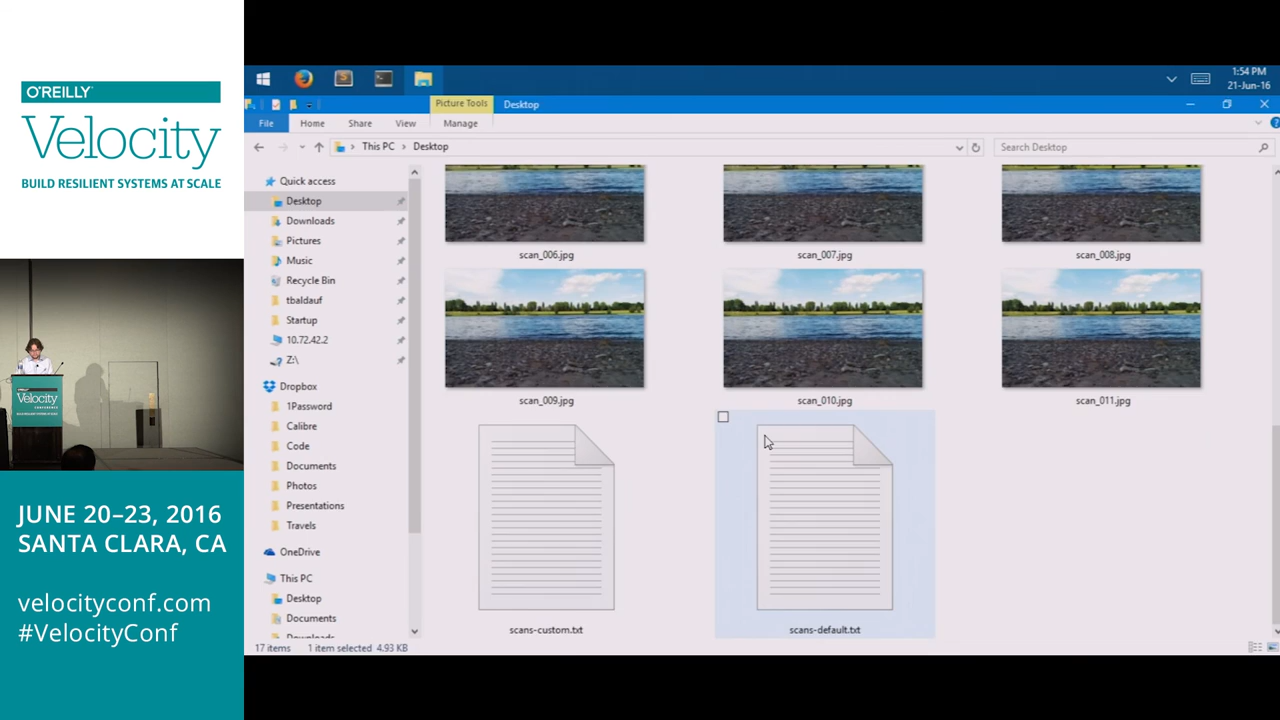 O'REILLY
Velocity
BUILD RESILIENT SYSTEMS AT SCALE
Velocity
CONFERENCE
JUNE 20–23, 2016
SANTA CLARA, CA
velocityconf.com
#VelocityConf
1:54 PM
21-Jun-16
Picture Tools
Desktop
File
Home
Share
View
Manage
This PC
Desktop
Search Desktop
Quick access
Desktop
Downloads
Pictures
Music
Recycle Bin
tbaldauf
Startup
10.72.42.2
Z:\
Dropbox
1Password
Calibre
Code
Documents
Photos
Presentations
Travels
OneDrive
This PC
Desktop
Documents
Downloads
scan_006.jpg
scan_007.jpg
scan_008.jpg
scan_009.jpg
scan_010.jpg
scan_011.jpg
scans-custom.txt
scans-default.txt
17 items
1 item selected 4.93 KB